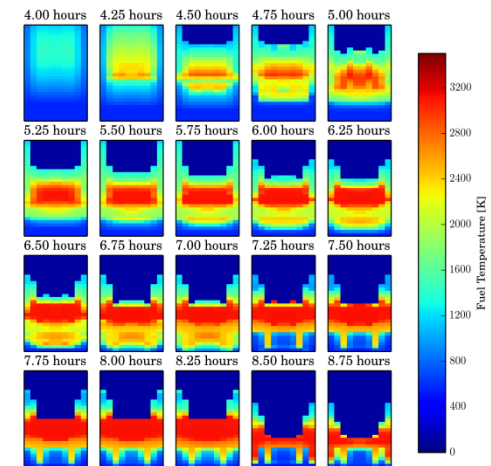 4.00 hours 4.25 hours 4.50 hours 4.75 hours 5.00 hours
5.25 hours 5.50 hours 5.75 hours 6.00 hours 6.25 hours
6.50 hours 6.75 hours 7.00 hours 7.25 hours 7.50 hours
7.75 hours 8.00 hours 8.25 hours 8.50 hours 8.75 hours
3200
2800
2400
2000
1600
1200
800
400
0
Fuel Temperature [K]